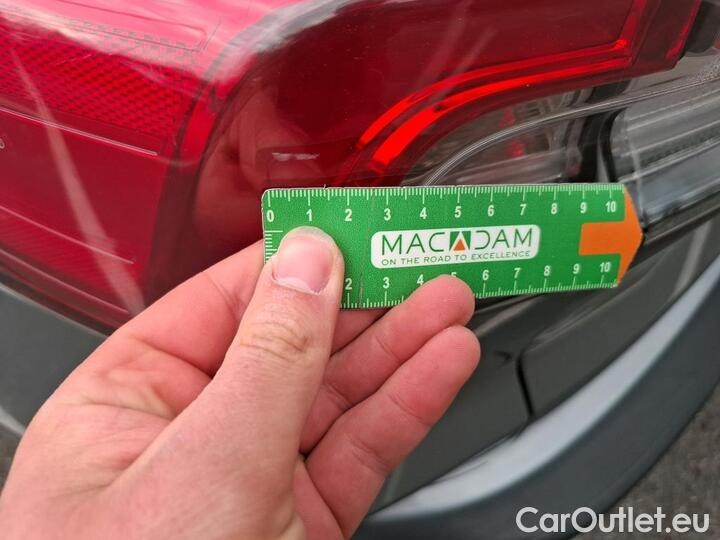 0 1 2 3 4 5 6 7 8 9 10
MACADAM
ON THE ROAD TO EXCELLENCE
2 3 4 5 6 7 8 9 10
CarOutlet.eu